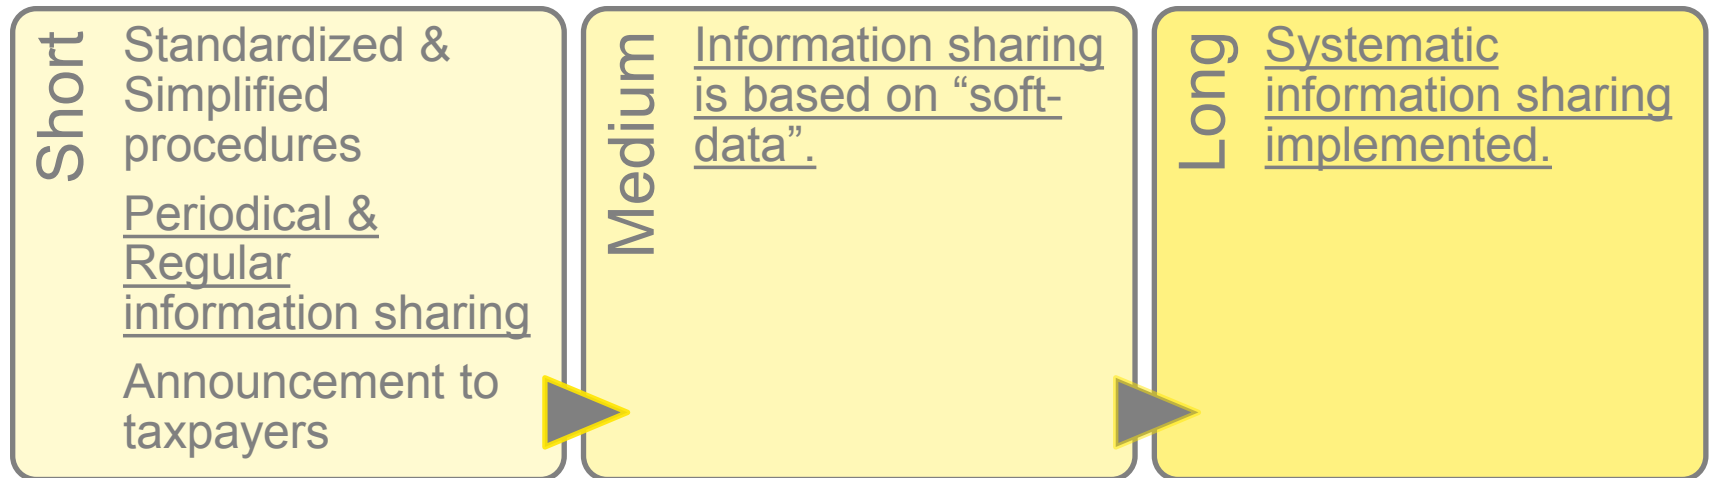 Short
Standardized &
Simplified
procedures
Periodical &
Regular
information sharing
Announcement to
taxpayers
Medium
Information sharing
is based on “soft-
data”.
Long
Systematic
information sharing
implemented.